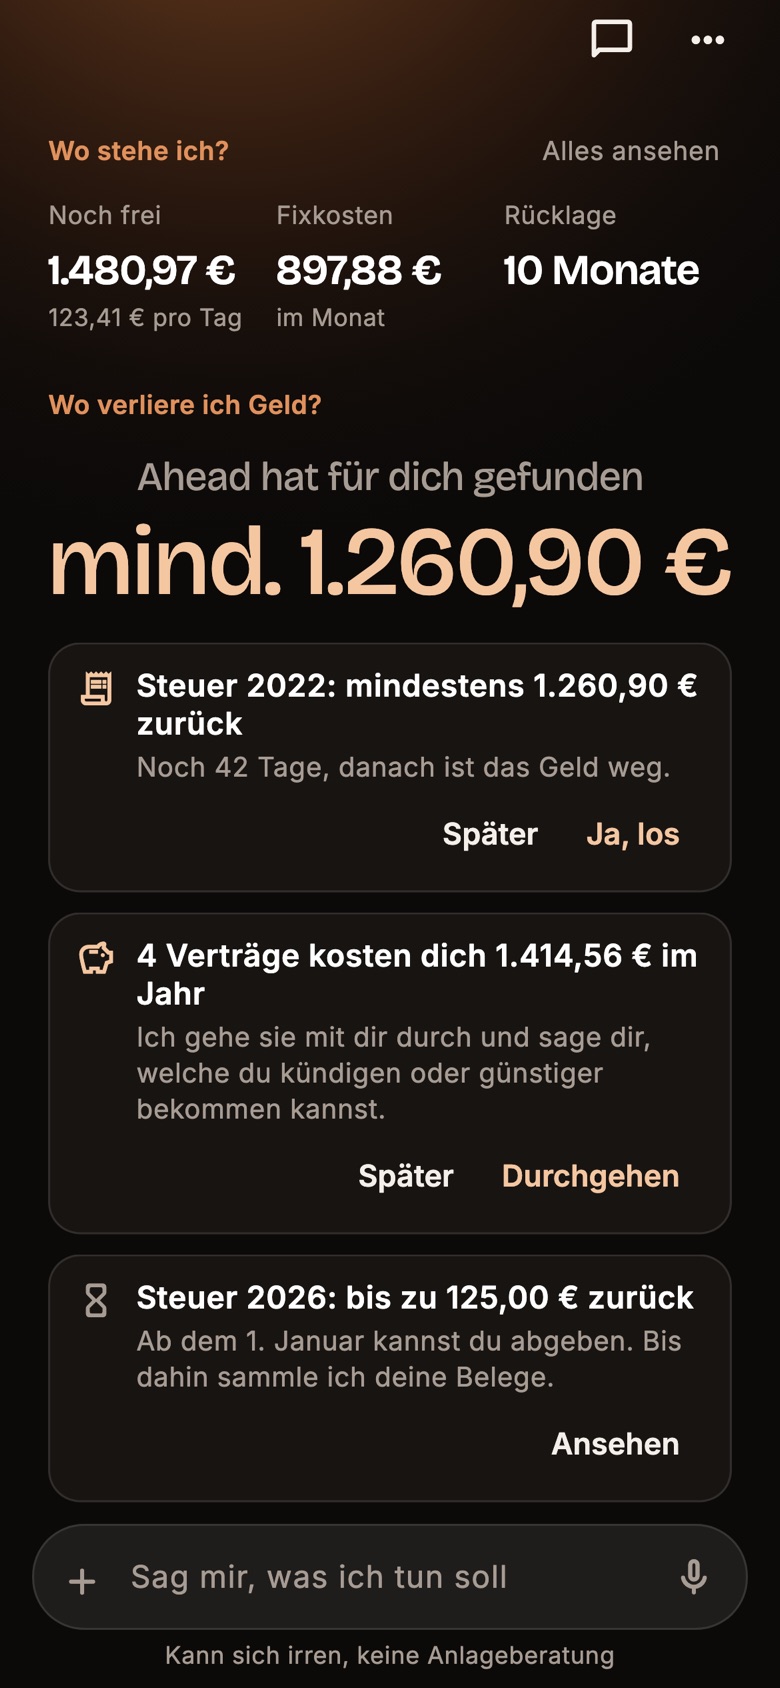 Wo stehe ich?
Alles ansehen
Noch frei
Fixkosten
Rücklage
1.480,97 €
897,88 €
10 Monate
123,41 € pro Tag
im Monat
Wo verliere ich Geld?
Ahead hat für dich gefunden
mind. 1.260,90 €
Steuer 2022: mindestens 1.260,90 €
zurück
Noch 42 Tage, danach ist das Geld weg.
Später
Ja, los
4 Verträge kosten dich 1.414,56 € im
Jahr
Ich gehe sie mit dir durch und sage dir,
welche du kündigen oder günstiger
bekommen kannst.
Später
Durchgehen
Steuer 2026: bis zu 125,00 € zurück
Ab dem 1. Januar kannst du abgeben. Bis
dahin sammle ich deine Belege.
Ansehen
Sag mir, was ich tun soll
Kann sich irren, keine Anlageberatung